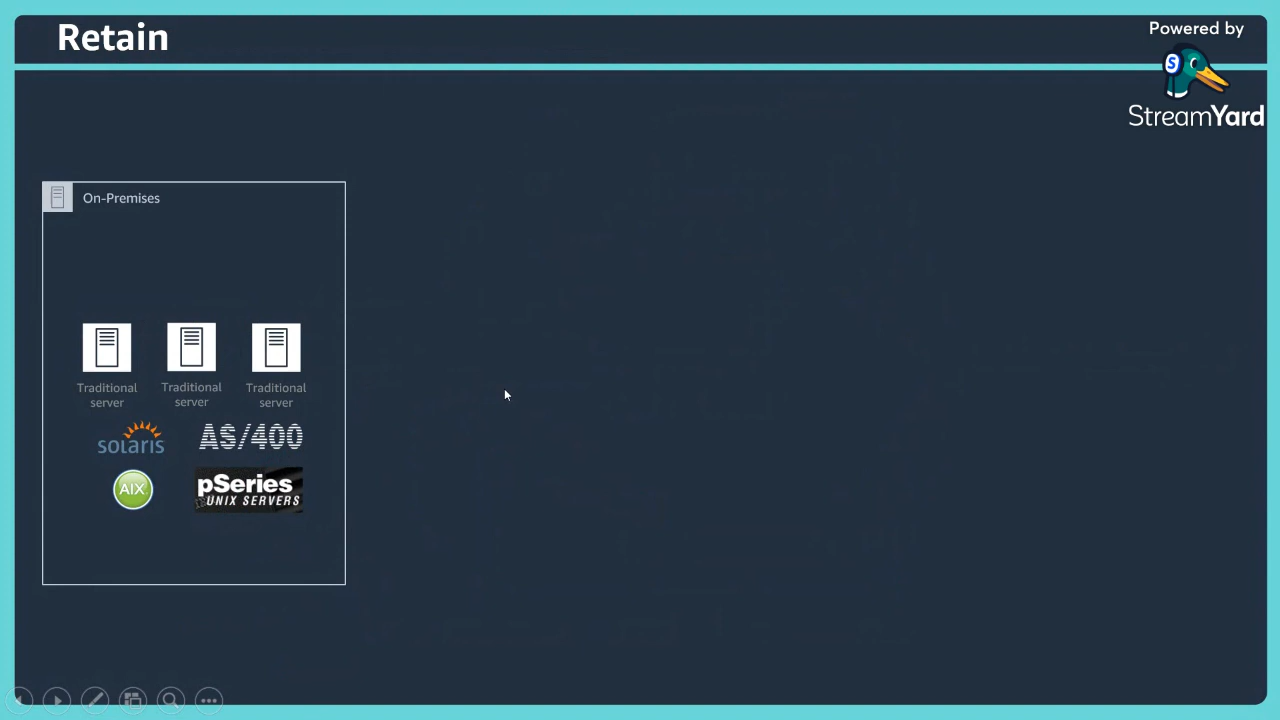 Retain
Powered by
StreamYard
On-Premises
Traditional server
Traditional server
Traditional server
solaris
AS/400
AIX
pSeries
UNIX SERVERS